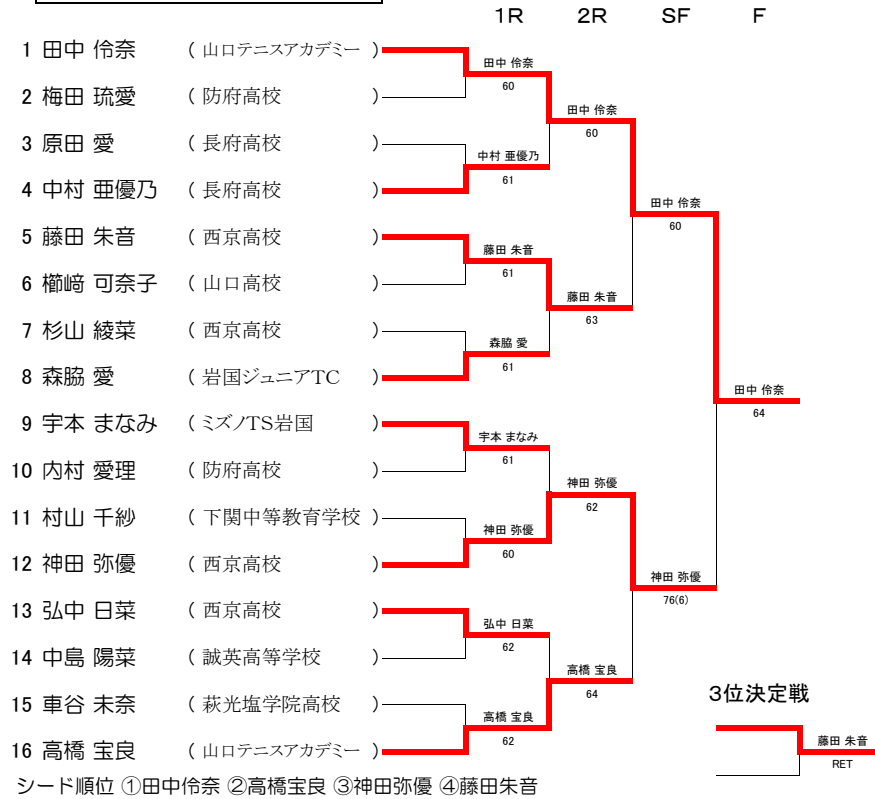 1R 2R SF F
1 田中 伶奈 ( 山口テニスアカデミー )
2 梅田 琉愛 ( 防府高校 )
3 原田 愛 ( 長府高校 )
4 中村 亜優乃 ( 長府高校 )
5 藤田 朱音 ( 西京高校 )
6 櫛﨑 可奈子 ( 山口高校 )
7 杉山 綾菜 ( 西京高校 )
8 森脇 愛 ( 岩国ジュニアTC )
9 宇本 まなみ ( ミズノTS岩国 )
10 内村 愛理 ( 防府高校 )
11 村山 千紗 ( 下関中等教育学校 )
12 神田 弥優 ( 西京高校 )
13 弘中 日菜 ( 西京高校 )
14 中島 陽菜 ( 誠英高等学校 )
15 車谷 未奈 ( 萩光塩学院高校 )
16 高橋 宝良 ( 山口テニスアカデミー )
田中 伶奈
60
中村 亜優乃
61
藤田 朱音
61
森脇 愛
61
宇本 まなみ
61
神田 弥優
60
弘中 日菜
62
高橋 宝良
62
田中 伶奈
60
藤田 朱音
63
神田 弥優
62
高橋 宝良
64
田中 伶奈
60
神田 弥優
76(6)
田中 伶奈
64
3位決定戦
藤田 朱音
RET
シード順位 ①田中伶奈 ②高橋宝良 ③神田弥優 ④藤田朱音